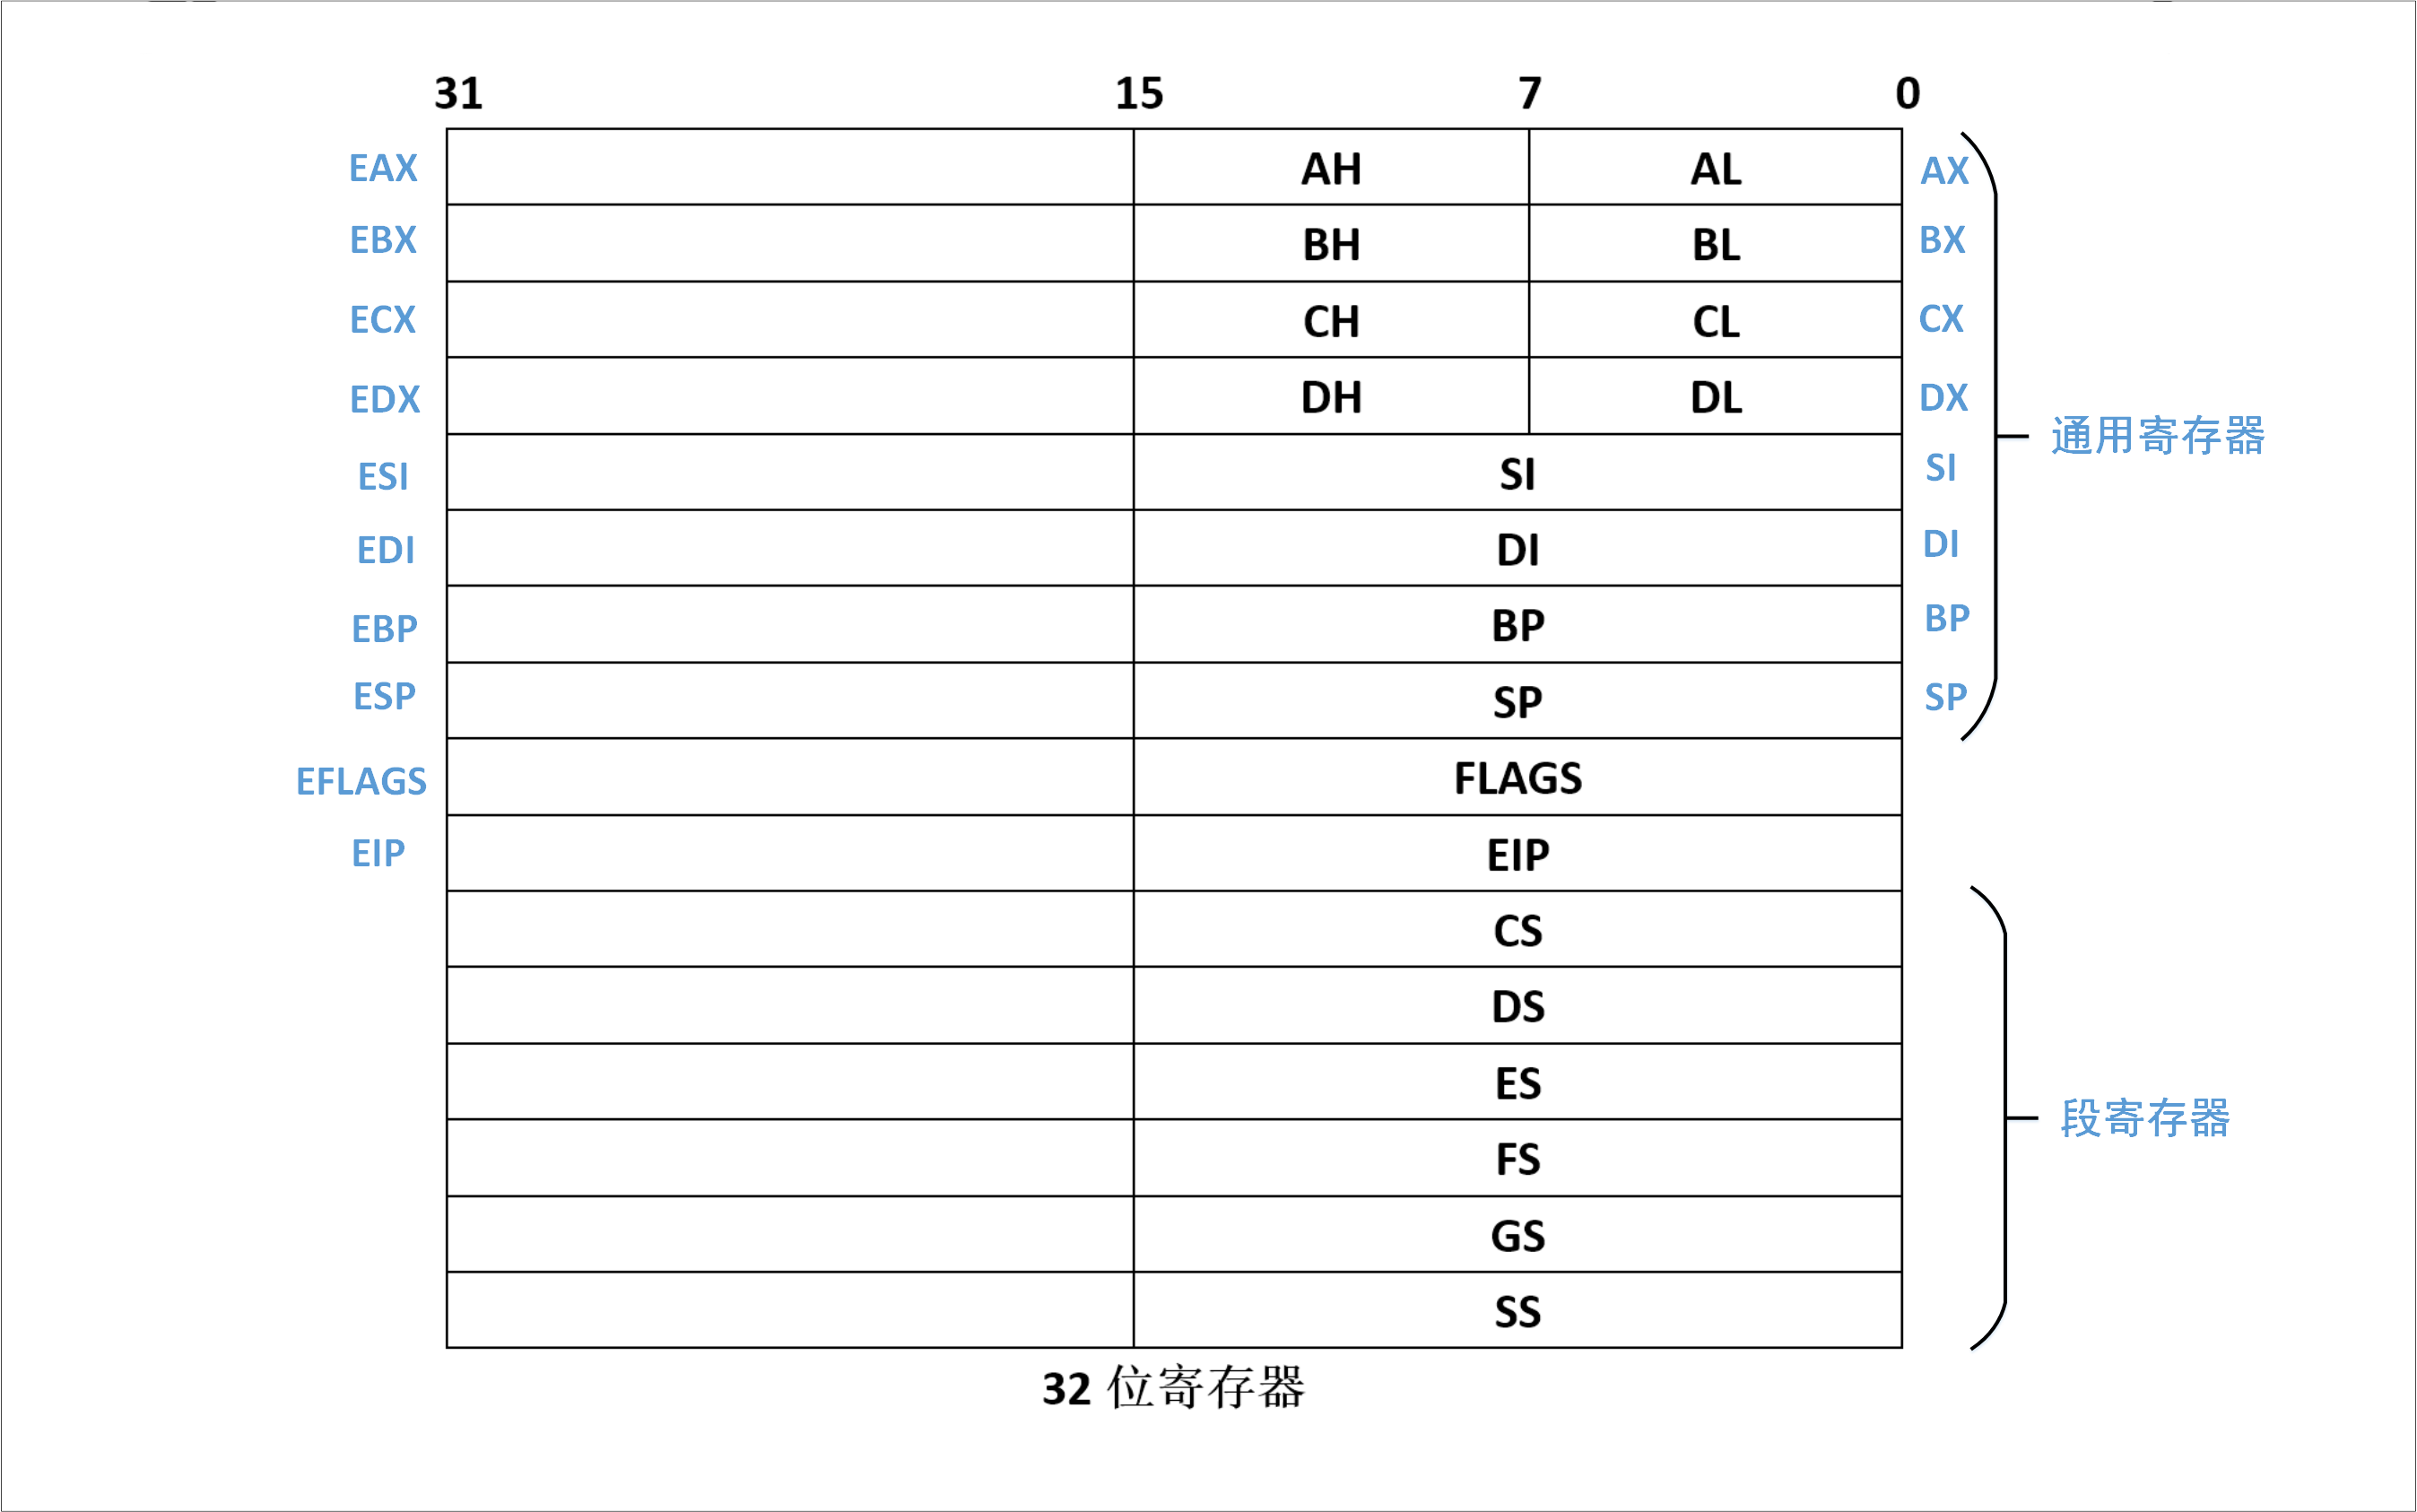 31 15 7 0
EAX AH AL AX
EBX BH BL BX
ECX CH CL CX
EDX DH DL DX
通用寄存器
ESI SI SI
EDI DI DI
EBP BP BP
ESP SP SP
EFLAGS FLAGS
EIP EIP
CS
DS
ES
段寄存器
FS
GS
SS
32 位寄存器